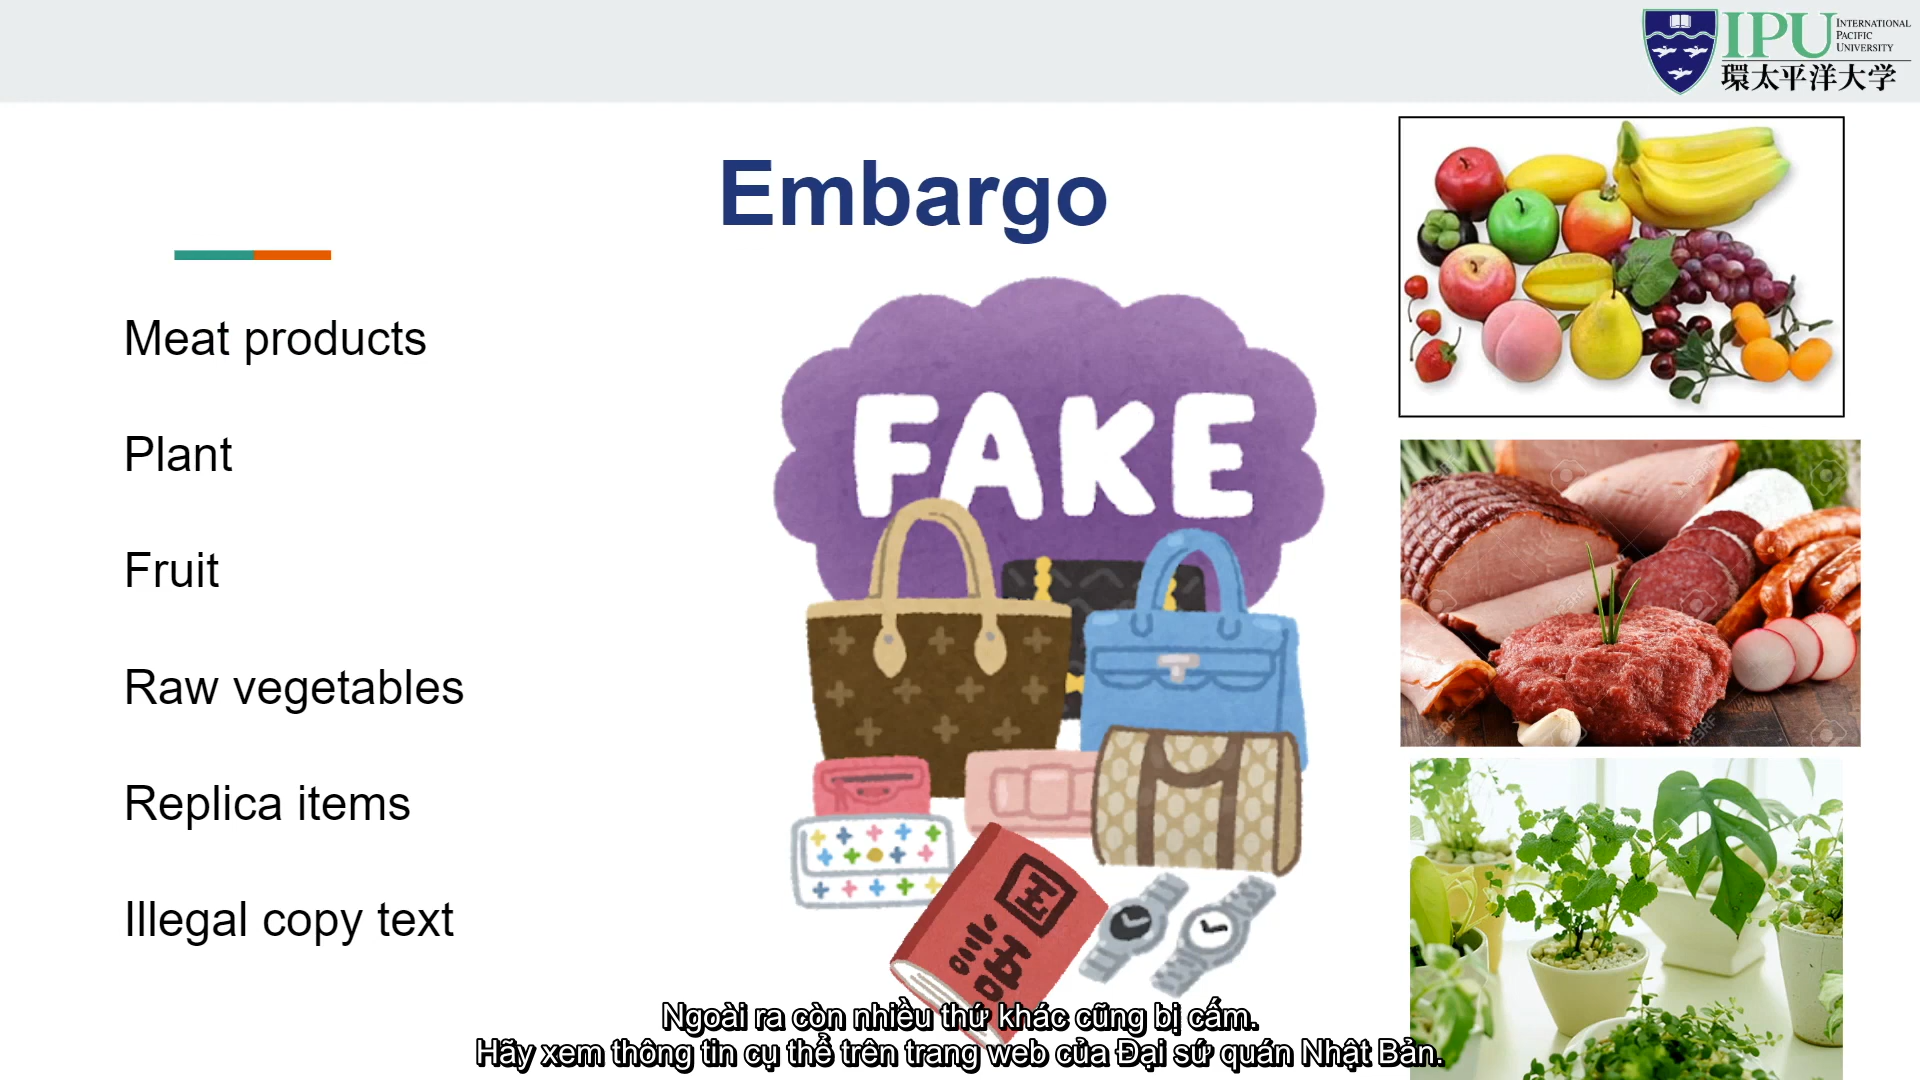 IPU
INTERNATIONAL
PACIFIC
UNIVERSITY
環太平洋大学
Embargo
Meat products
Plant
Fruit
Raw vegetables
Replica items
Illegal copy text
FAKE
Ngoài ra còn nhiều thứ khác cũng bị cấm.
Hãy xem thông tin cụ thể trên trang web của Đại sứ quán Nhật Bản.